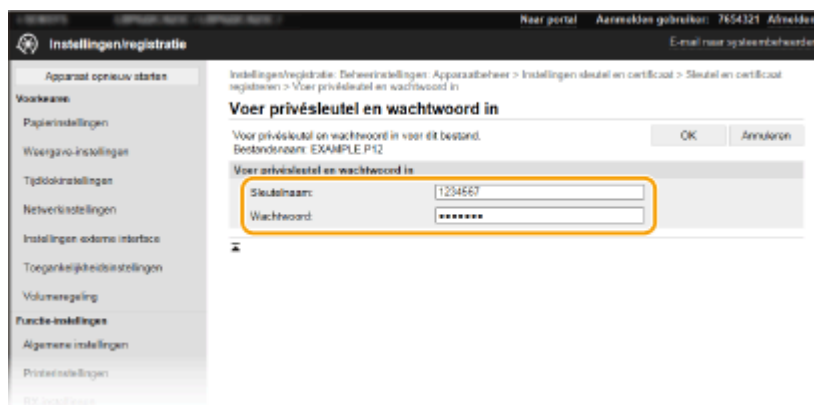 Naar portal Aanmelden gebruiker: 7654321 Afmelden
Instellingen/registratie
E-mail naar systeembeheerder
Apparaat opnieuw starten
Voorkeuren
Papierinstellingen
Weergave-instellingen
Tijdklokinstellingen
Netwerkinstellingen
Instellingen externe interface
Toegankelijkheidsinstellingen
Volumeregeling
Functie-instellingen
Algemene instellingen
Printerinstellingen
Instellingen/registratie: Beheerinstellingen: Apparaatbeheer > Instellingen sleutel en certificaat > Sleutel en certificaat
registreren > Voer privésleutel en wachtwoord in
Voer privésleutel en wachtwoord in
Voer privésleutel en wachtwoord in voor dit bestand.
Bestandsnaam: EXAMPLE.P12
OK Annuleren
Voer privésleutel en wachtwoord in
Sleutelnaam: 1234567
Wachtwoord: •••••••